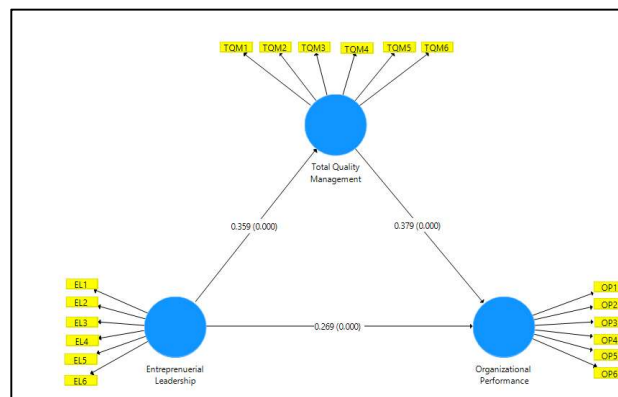 TQM1 TQM2 TQM3 TQM4 TQM5 TQM6
Total Quality
Management
0.359 (0.000)
0.379 (0.000)
EL1
EL2
EL3
EL4
EL5
EL6
Entreprenuerial
Leadership
0.269 (0.000)
OP1
OP2
OP3
OP4
OP5
OP6
Organizational
Performance